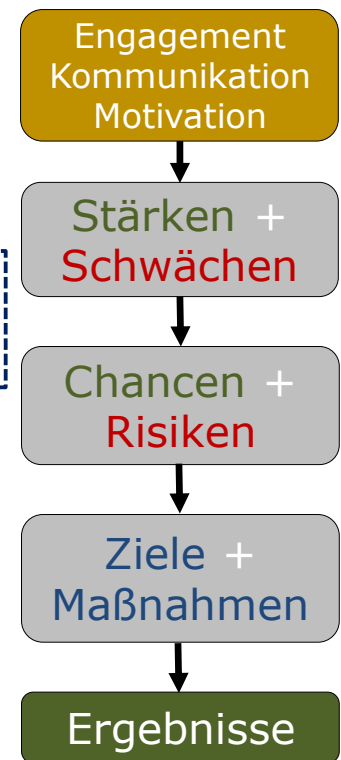 Engagement
Kommunikation
Motivation
Stärken +
Schwächen
Chancen +
Risiken
Ziele +
Maßnahmen
Ergebnisse